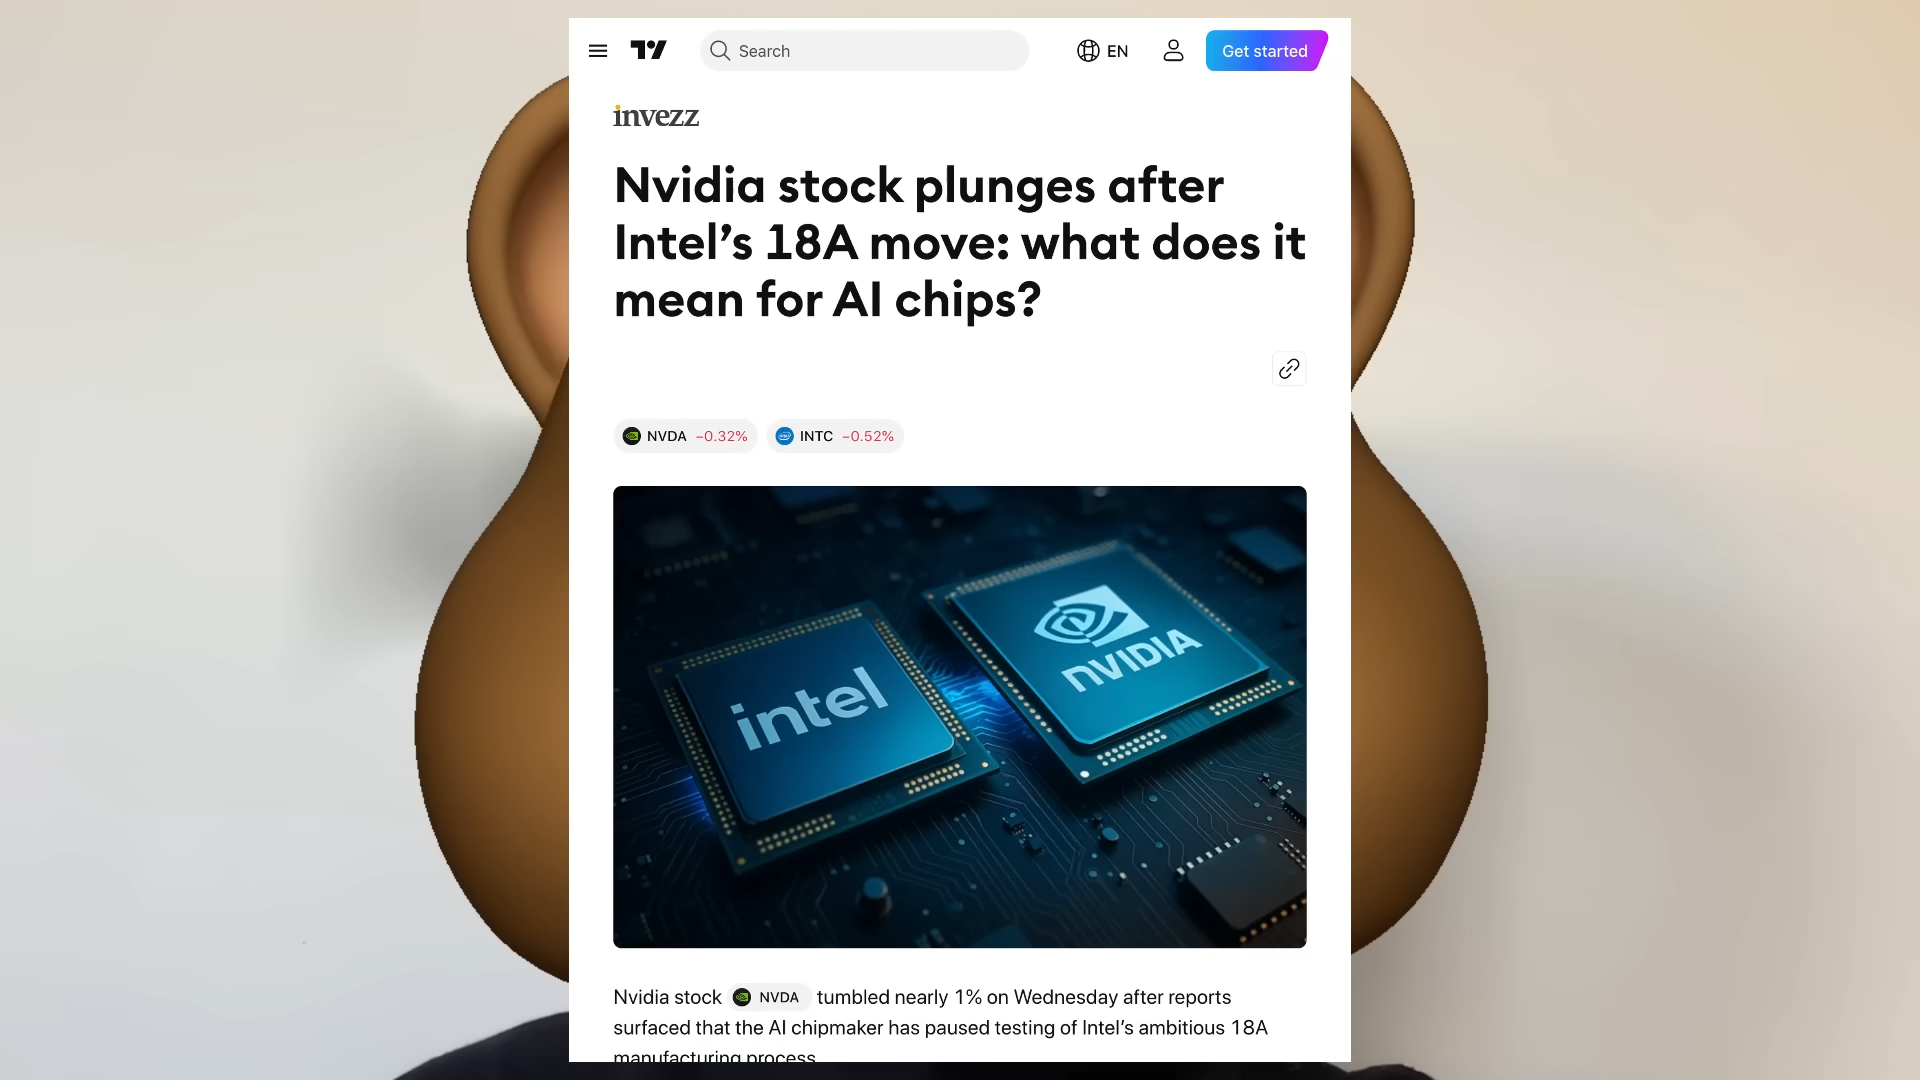 Search
EN
Get started
invezz
Nvidia stock plunges after
Intel’s 18A move: what does it
mean for AI chips?
NVDA −0.32% INTC −0.52%
intel
NVIDIA
Nvidia stock NVDA tumbled nearly 1% on Wednesday after reports
surfaced that the AI chipmaker has paused testing of Intel’s ambitious 18A
manufacturing process